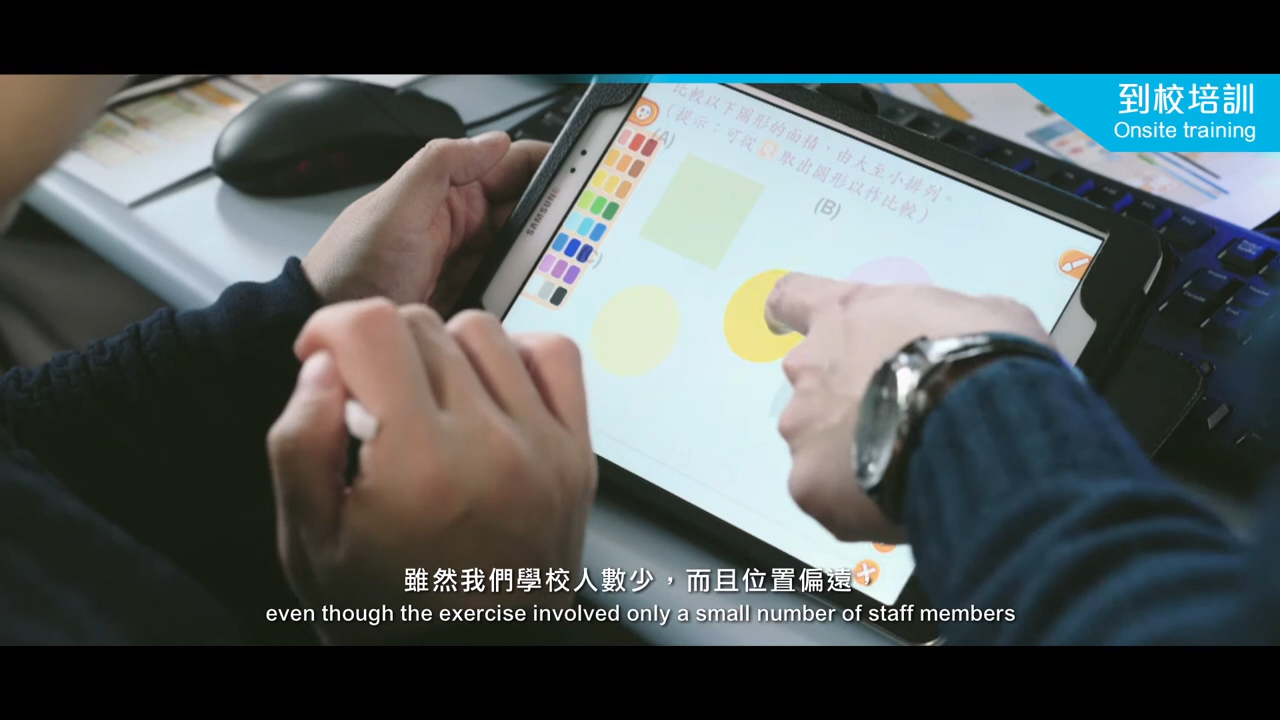 到校培訓
Onsite training
比較以下圖形的面積，由大至小排列。
（提示：可從 取出圖形以作比較）
(A)
(B)
SAMSUNG
雖然我們學校人數少，而且位置偏遠
even though the exercise involved only a small number of staff members